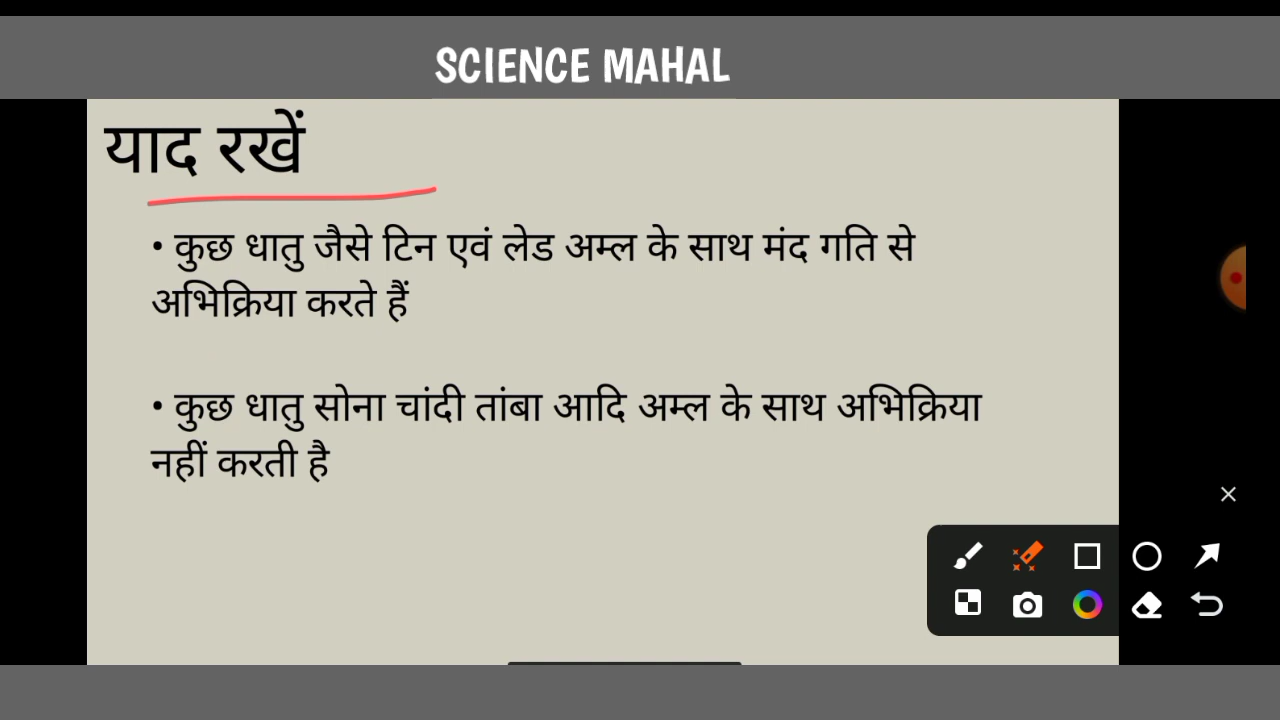 SCIENCE MAHAL
याद रखें
• कुछ धातु जैसे टिन एवं लेड अम्ल के साथ मंद गति से
अभिक्रिया करते हैं
• कुछ धातु सोना चांदी तांबा आदि अम्ल के साथ अभिक्रिया
नहीं करती है